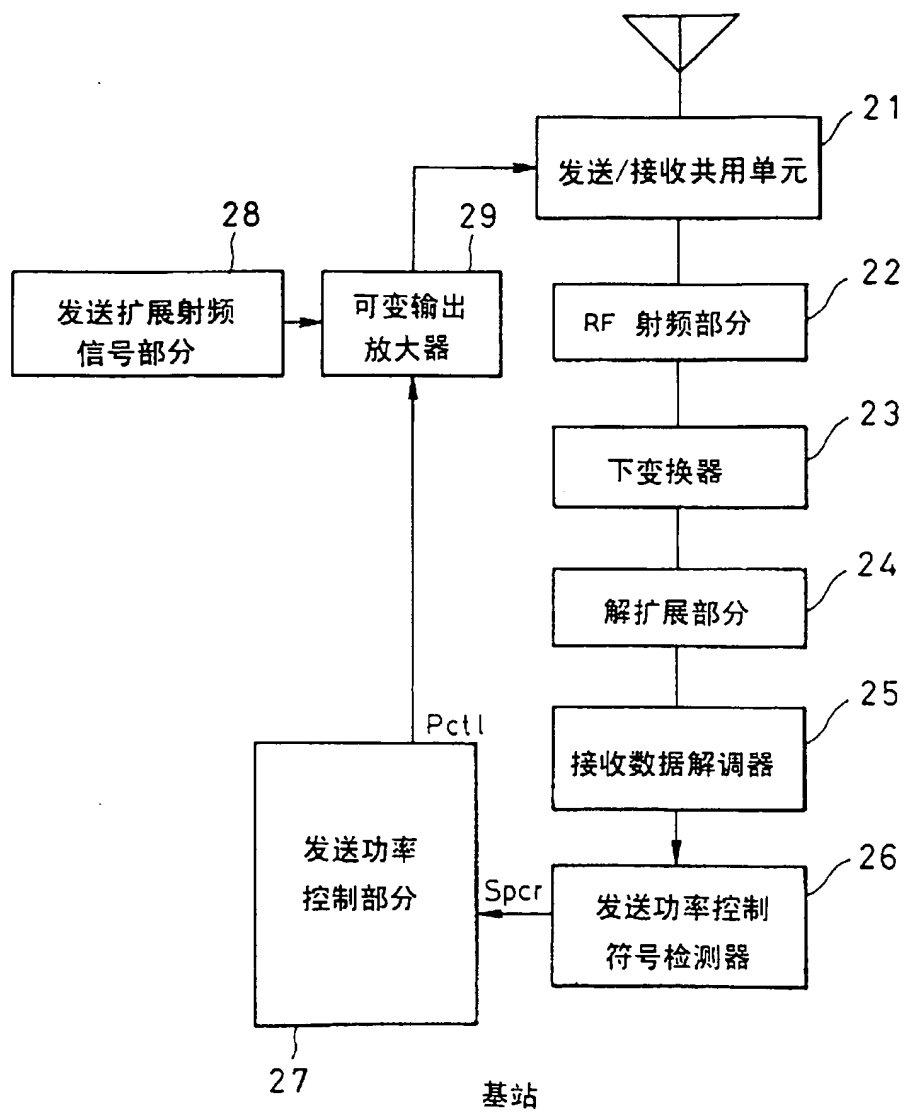 21
发送/接收共用单元
28
29
发送扩展射频
信号部分
可变输出
放大器
22
RF 射频部分
23
下变换器
24
解扩展部分
25
Pctl
接收数据解调器
26
发送功率
控制部分
Spcr
发送功率控制
符号检测器
27
基站